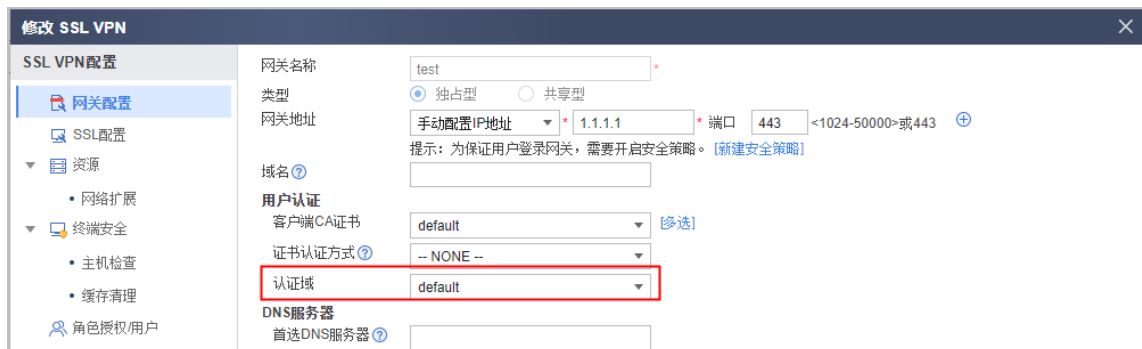 修改 SSL VPN
SSL VPN配置
网关配置
SSL配置
资源
网络扩展
终端安全
主机检查
缓存清理
角色授权/用户
网关名称 test *
类型 独占型 共享型
网关地址 手动配置IP地址 * 1.1.1.1 * 端口 443 <1024-50000>或443
提示：为保证用户登录网关，需要开启安全策略。 [新建安全策略]
域名
用户认证
客户端CA证书 default [多选]
证书认证方式 -- NONE --
认证域 default
DNS服务器
首选DNS服务器